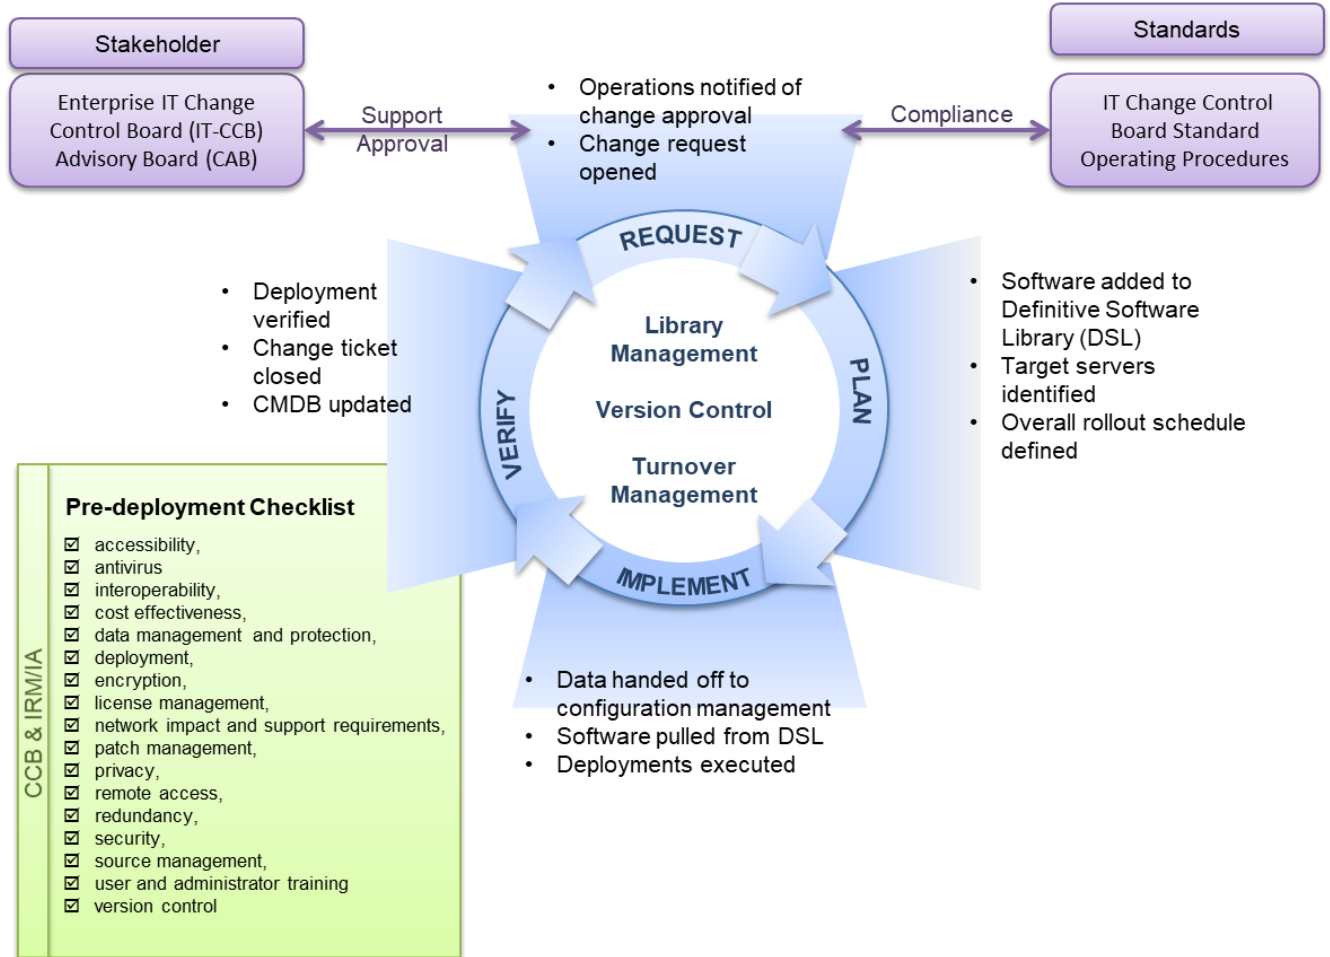 Stakeholder
Enterprise IT Change
Control Board (IT-CCB)
Advisory Board (CAB)
Support
Approval
• Operations notified of
change approval
• Change request
opened
Compliance
Standards
IT Change Control
Board Standard
Operating Procedures
REQUEST
PLAN
IMPLEMENT
VERIFY
Library
Management
Version Control
Turnover
Management
• Software added to
Definitive Software
Library (DSL)
• Target servers
identified
• Overall rollout schedule
defined
• Data handed off to
configuration management
• Software pulled from DSL
• Deployments executed
• Deployment
verified
• Change ticket
closed
• CMDB updated
CCB & IRM/IA
Pre-deployment Checklist
☑ accessibility,
☑ antivirus
☑ interoperability,
☑ cost effectiveness,
☑ data management and protection,
☑ deployment,
☑ encryption,
☑ license management,
☑ network impact and support requirements,
☑ patch management,
☑ privacy,
☑ remote access,
☑ redundancy,
☑ security,
☑ source management,
☑ user and administrator training
☑ version control